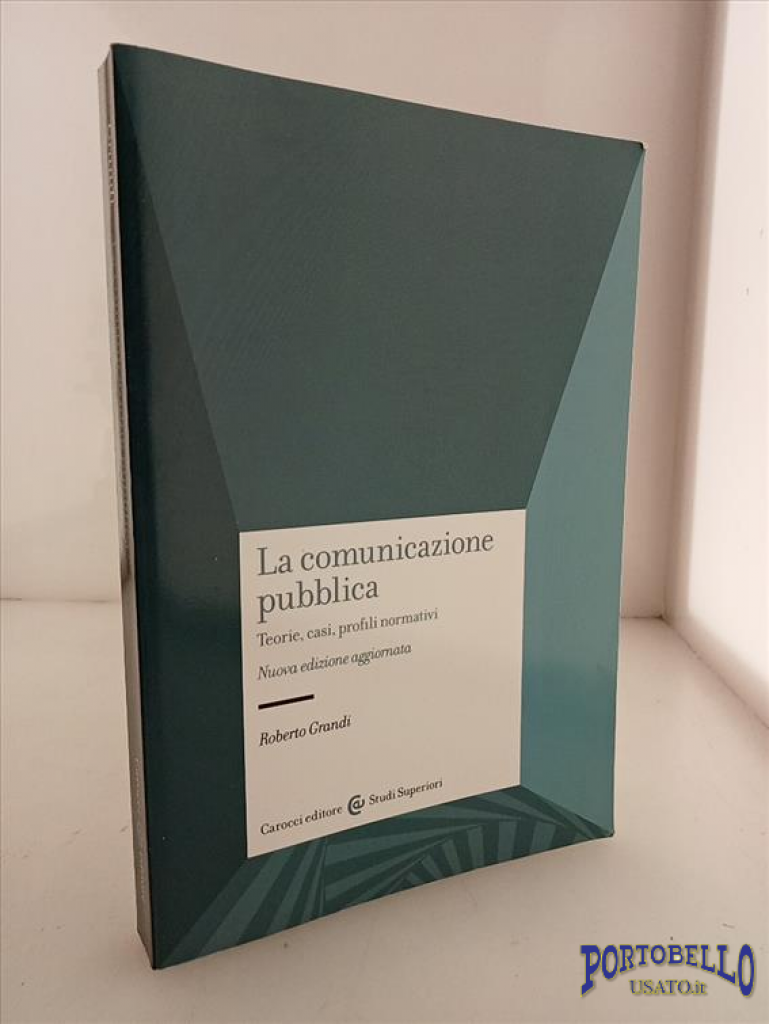 La comunicazione
pubblica
Teorie, casi, profili normativi
Nuova edizione aggiornata
Roberto Grandi
Carocci editore Studi Superiori
PORTOBELLO
USATO.it